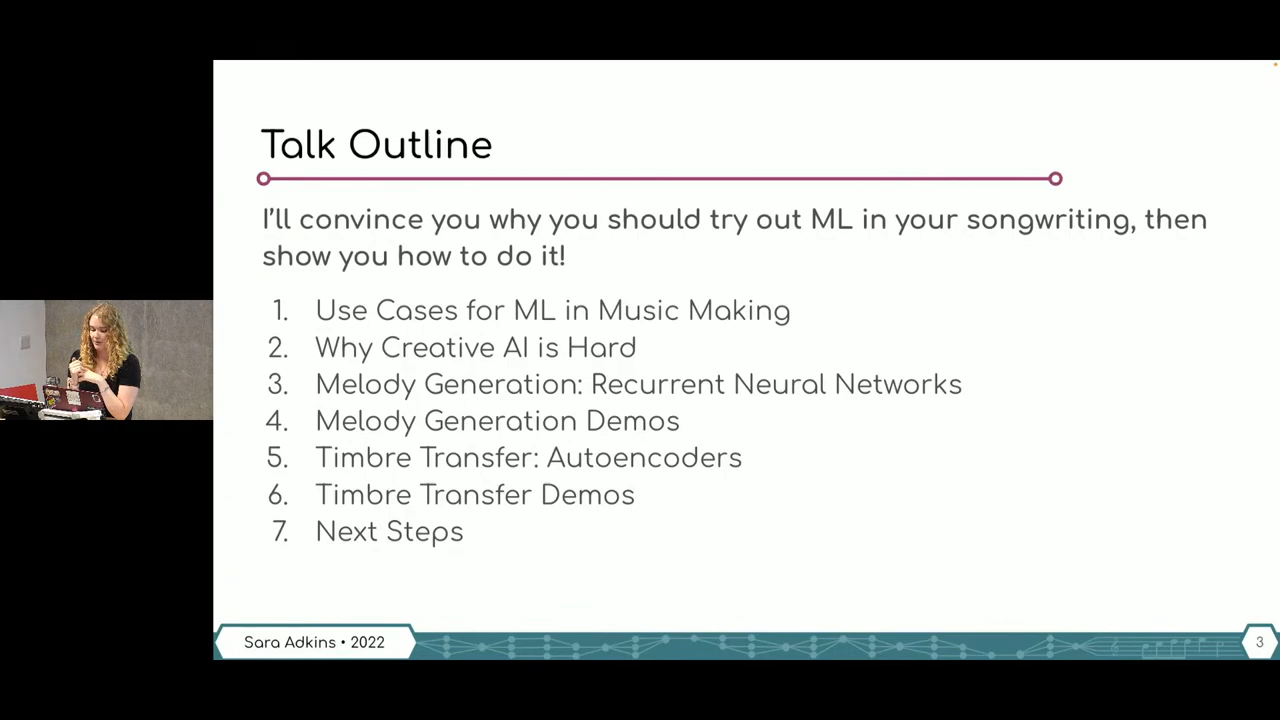 Talk Outline
I'll convince you why you should try out ML in your songwriting, then
show you how to do it!
1. Use Cases for ML in Music Making
2. Why Creative AI is Hard
3. Melody Generation: Recurrent Neural Networks
4. Melody Generation Demos
5. Timbre Transfer: Autoencoders
6. Timbre Transfer Demos
7. Next Steps
Sara Adkins • 2022
3